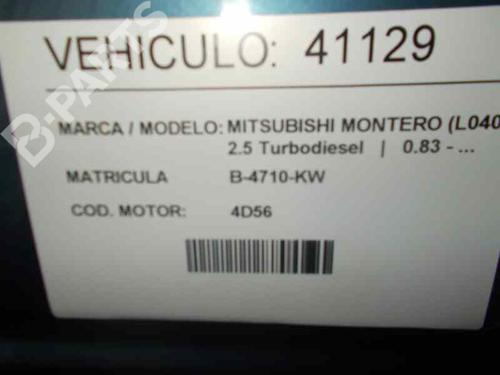 VEHICULO: 41129
MARCA / MODELO: MITSUBISHI MONTERO (L040
2.5 Turbodiesel | 0.83 - ...
MATRICULA B-4710-KW
COD. MOTOR: 4D56
B-PARTS